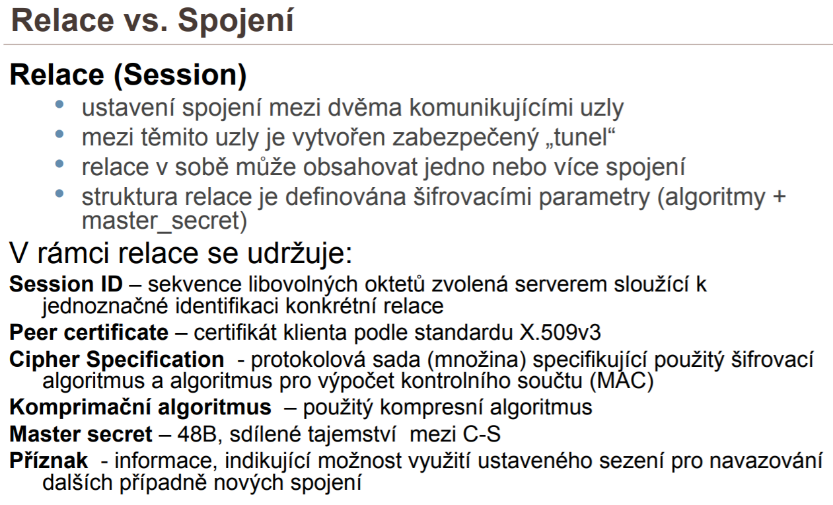 Relace vs. Spojení
Relace (Session)
• ustavení spojení mezi dvěma komunikujícími uzly
• mezi těmito uzly je vytvořen zabezpečený „tunel“
• relace v sobě může obsahovat jedno nebo více spojení
• struktura relace je definována šifrovacími parametry (algoritmy +
master_secret)
V rámci relace se udržuje:
Session ID – sekvence libovolných oktetů zvolená serverem sloužící k
jednoznačné identifikaci konkrétní relace
Peer certificate – certifikát klienta podle standardu X.509v3
Cipher Specification - protokolová sada (množina) specifikující použitý šifrovací
algoritmus a algoritmus pro výpočet kontrolního součtu (MAC)
Komprimační algoritmus – použitý kompresní algoritmus
Master secret – 48B, sdílené tajemství mezi C-S
Příznak - informace, indikující možnost využití ustaveného sezení pro navazování
dalších případně nových spojení